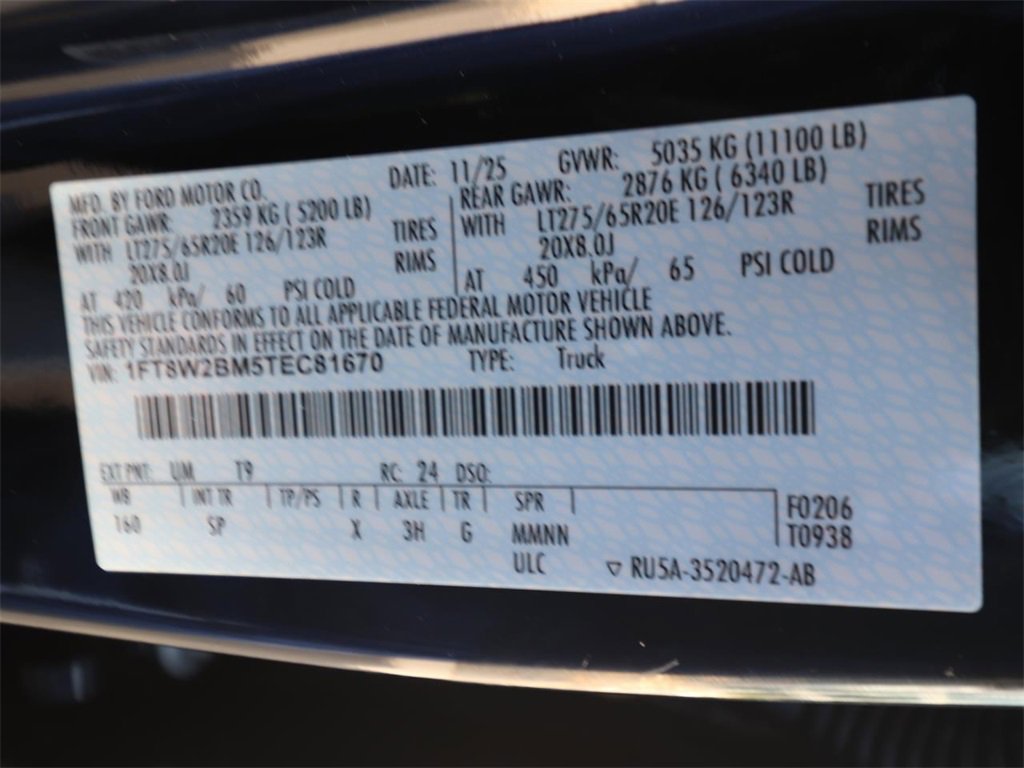 MFD. BY FORD MOTOR CO. DATE: 11/25 GVWR: 5035 KG (11100 LB)
FRONT GAWR: 2359 KG ( 5200 LB) REAR GAWR: 2876 KG ( 6340 LB)
WITH LT275/65R20E 126/123R TIRES WITH LT275/65R20E 126/123R TIRES
20X8.0J RIMS 20X8.0J RIMS
AT 420 kPa/ 60 PSI COLD AT 450 kPa/ 65 PSI COLD
THIS VEHICLE CONFORMS TO ALL APPLICABLE FEDERAL MOTOR VEHICLE
SAFETY STANDARDS IN EFFECT ON THE DATE OF MANUFACTURE SHOWN ABOVE.
VIN: 1FT8W2BM5TEC81670 TYPE: Truck
EXT PNT: UM T9 RC: 24 DSO:
WB INT TR TP/PS R AXLE TR SPR F0206
160 SP X 3H G MMNN T0938
ULC ▽ RU5A-3520472-AB